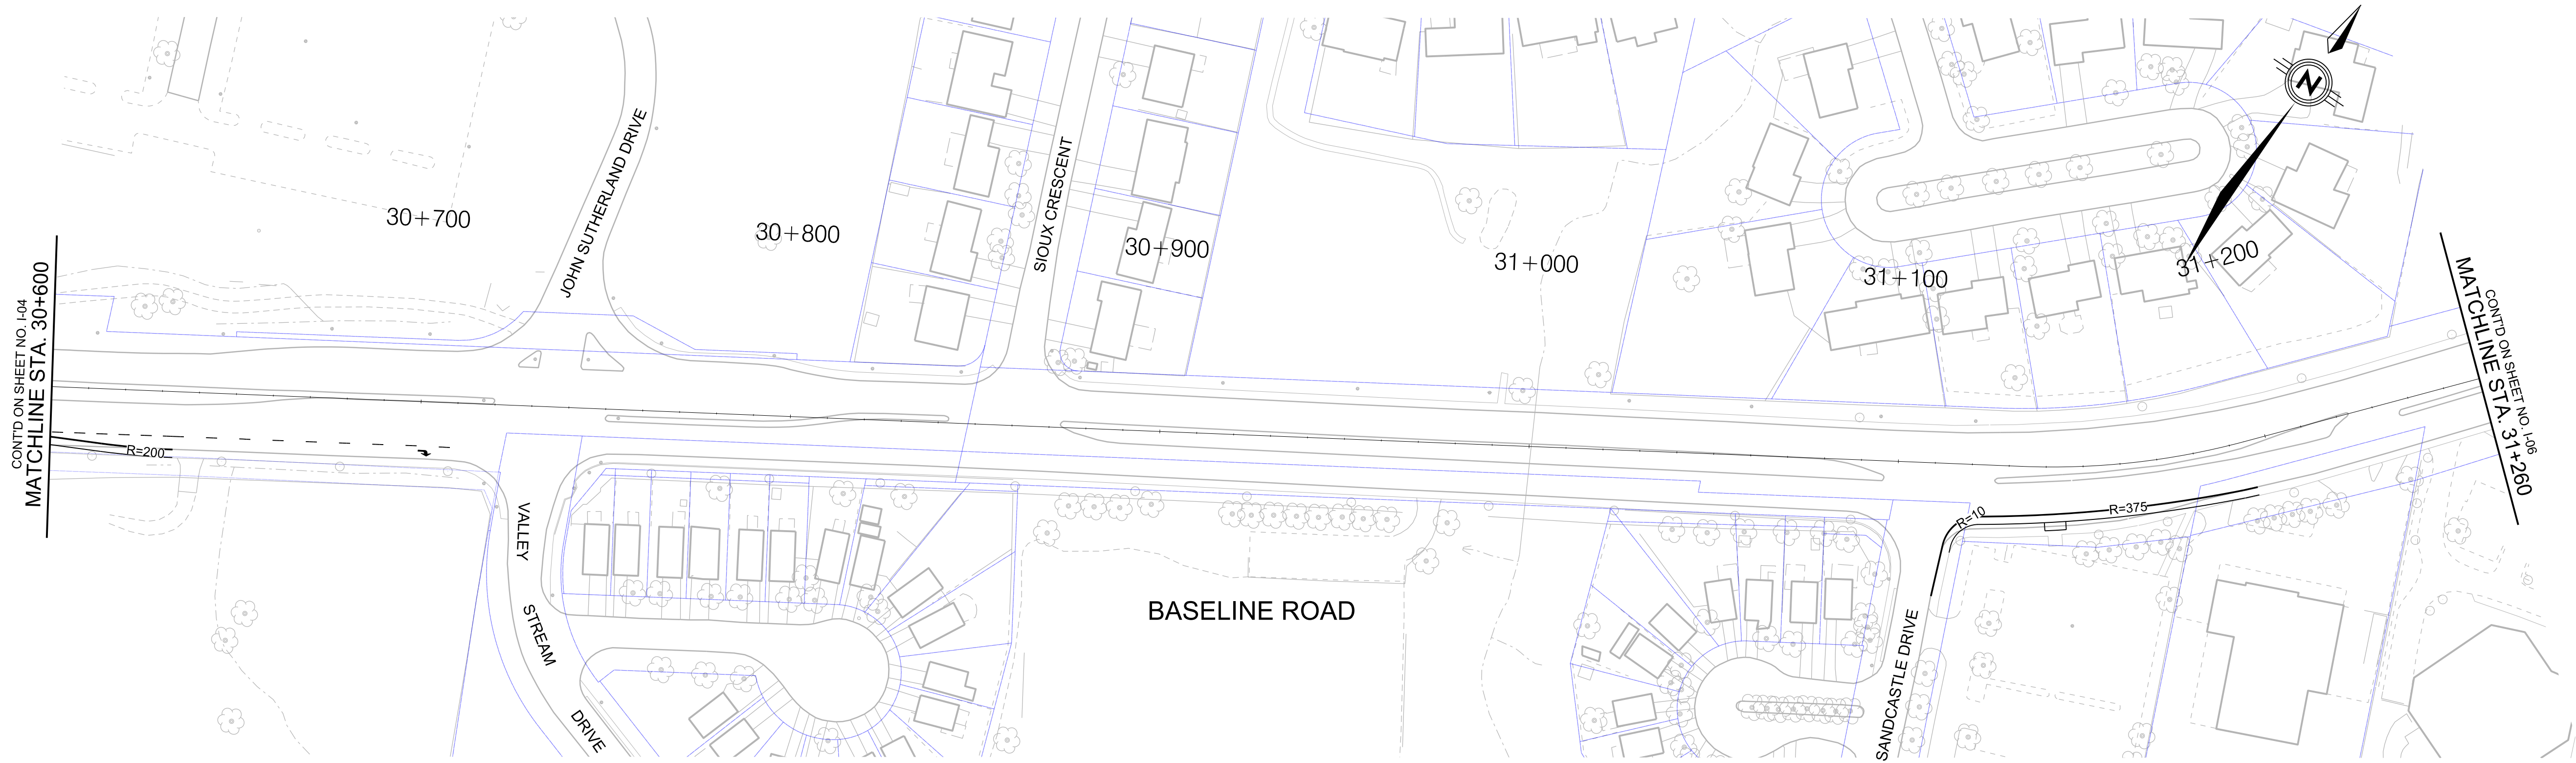 CONT'D ON SHEET NO. I-04
MATCHLINE STA. 30+600
30+700
JOHN SUTHERLAND DRIVE
30+800
SIOUX CRESCENT
30+900
31+000
31+100
31+200
N
CONT'D ON SHEET NO. I-06
MATCHLINE STA. 31+260
R=200
VALLEY
STREAM
DRIVE
BASELINE ROAD
SANDCASTLE DRIVE
R=10
R=375